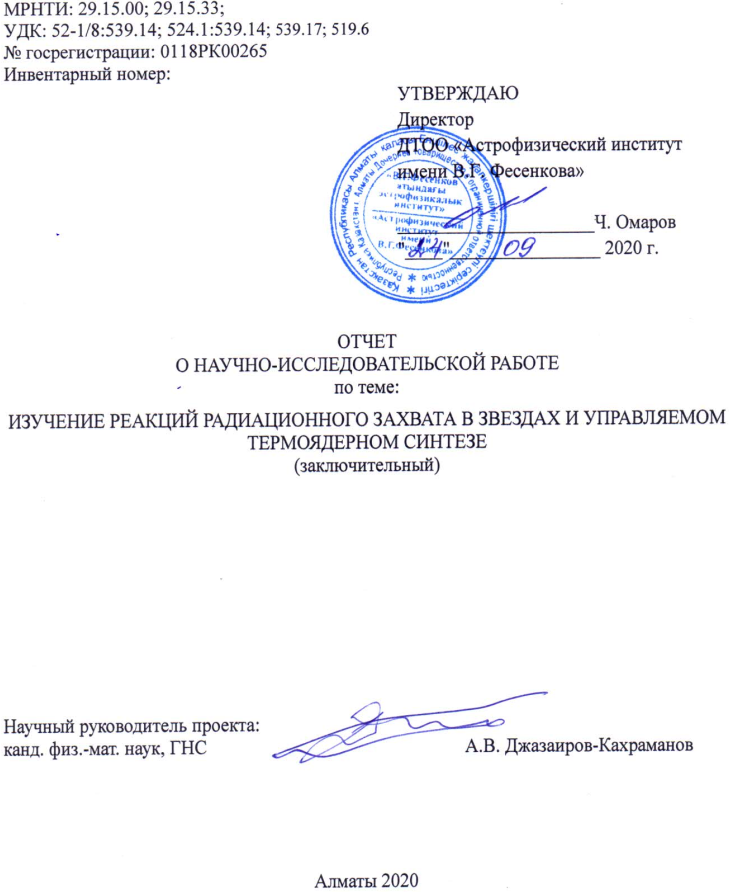 МРНТИ: 29.15.00; 29.15.33;
УДК: 52-1/8:539.14; 524.1:539.14; 539.17; 519.6
№ госрегистрации: 0118РК00265
Инвентарный номер:
УТВЕРЖДАЮ
Директор
ДТОО «Астрофизический институт
имени В.Г. Фесенкова»
«В.Г.Фесенков
атындағы
астрофизикалық
институт»
«Астрофизический
институт
имени
В.Г.Фесенкова»
Ч. Омаров
"24" 09 2020 г.
ОТЧЕТ
О НАУЧНО-ИССЛЕДОВАТЕЛЬСКОЙ РАБОТЕ
по теме:
ИЗУЧЕНИЕ РЕАКЦИЙ РАДИАЦИОННОГО ЗАХВАТА В ЗВЕЗДАХ И УПРАВЛЯЕМОМ
ТЕРМОЯДЕРНОМ СИНТЕЗЕ
(заключительный)
Научный руководитель проекта:
канд. физ.-мат. наук, ГНС А.В. Джазаиров-Кахраманов
Алматы 2020